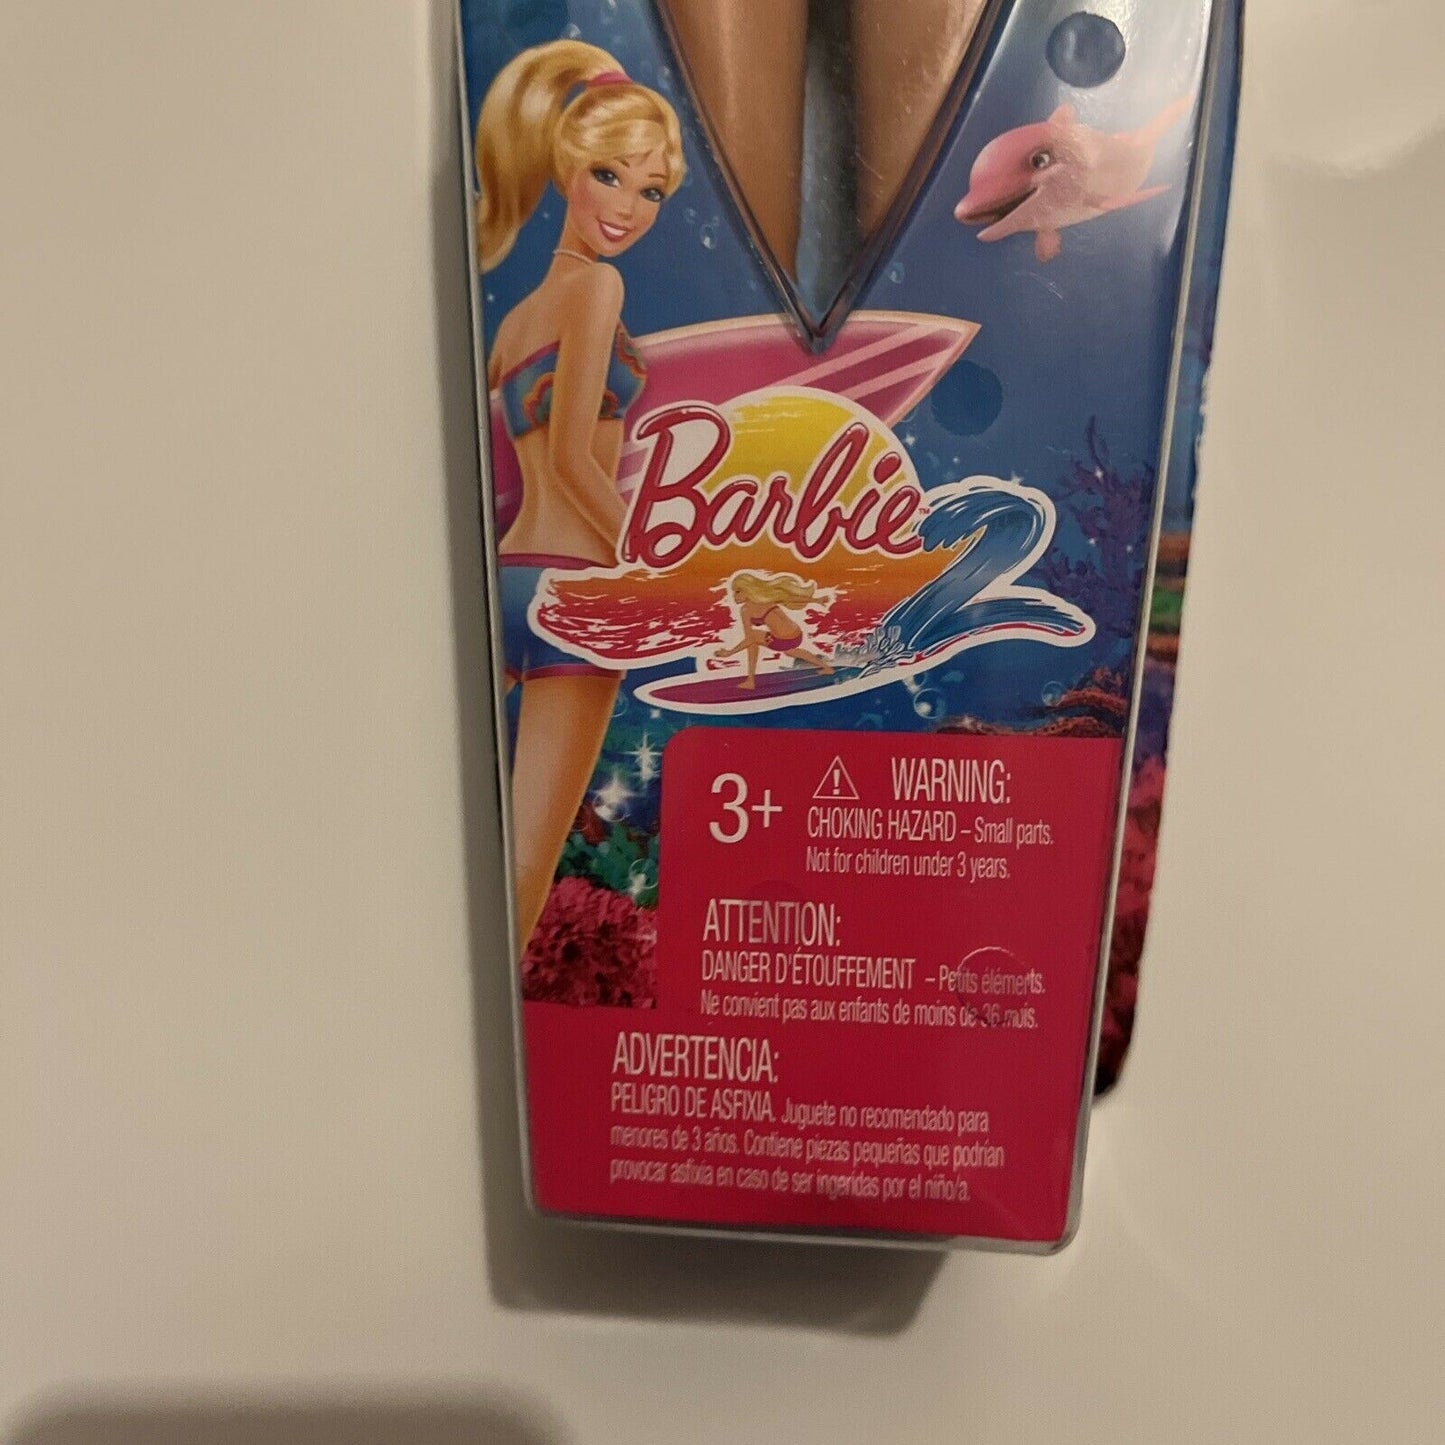 Barbie™ 2
3+
⚠ WARNING:
CHOKING HAZARD – Small parts.
Not for children under 3 years.
ATTENTION:
DANGER D'ÉTOUFFEMENT – Petits éléments.
Ne convient pas aux enfants de moins de 36 mois.
ADVERTENCIA:
PELIGRO DE ASFIXIA. Juguete no recomendado para
menores de 3 años. Contiene piezas pequeñas que podrían
provocar asfixia en caso de ser ingeridas por el niño/a.